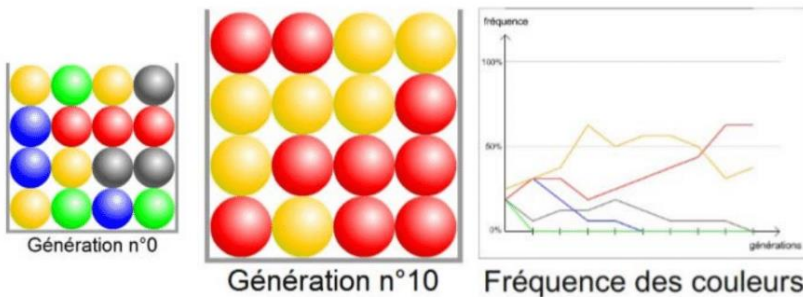 Génération n°0
Génération n°10
fréquence
100%
50%
0%
générations
Fréquence des couleurs